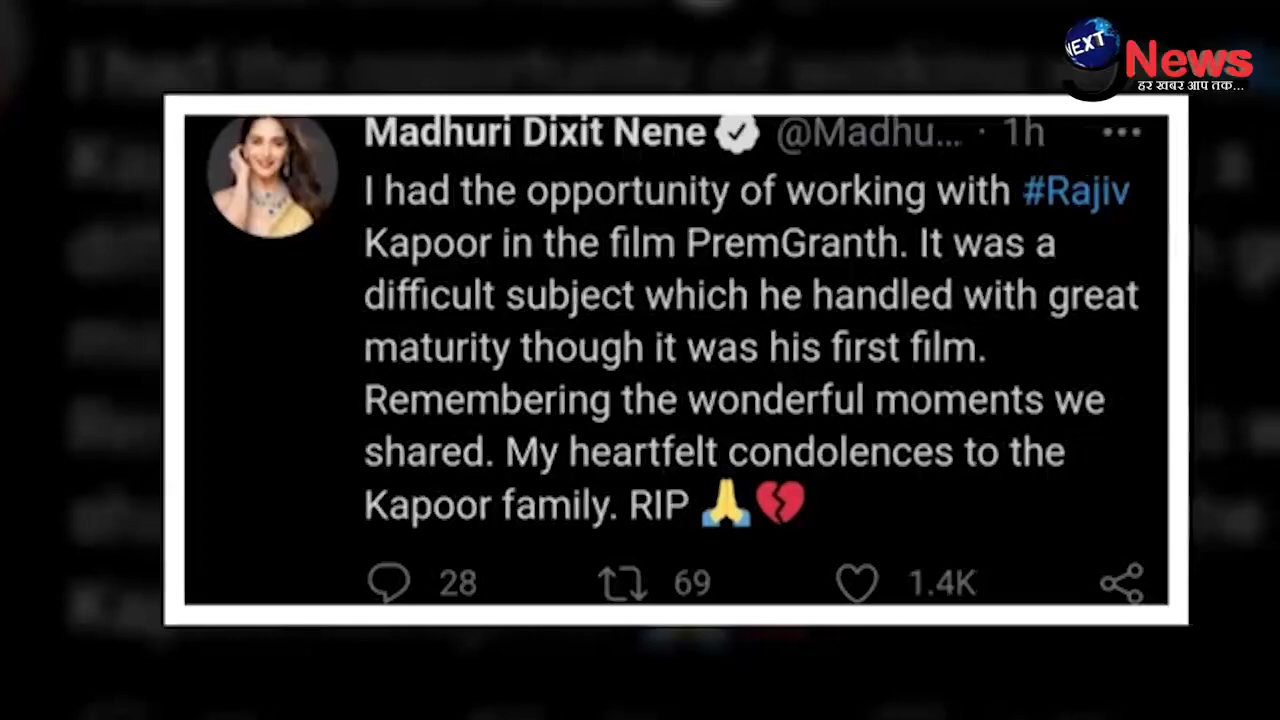 NEXT
News
हर खबर आप तक...
Madhuri Dixit Nene @Madhu... · 1h
I had the opportunity of working with #Rajiv
Kapoor in the film PremGranth. It was a
difficult subject which he handled with great
maturity though it was his first film.
Remembering the wonderful moments we
shared. My heartfelt condolences to the
Kapoor family. RIP 🙏💔
28 69 1.4K